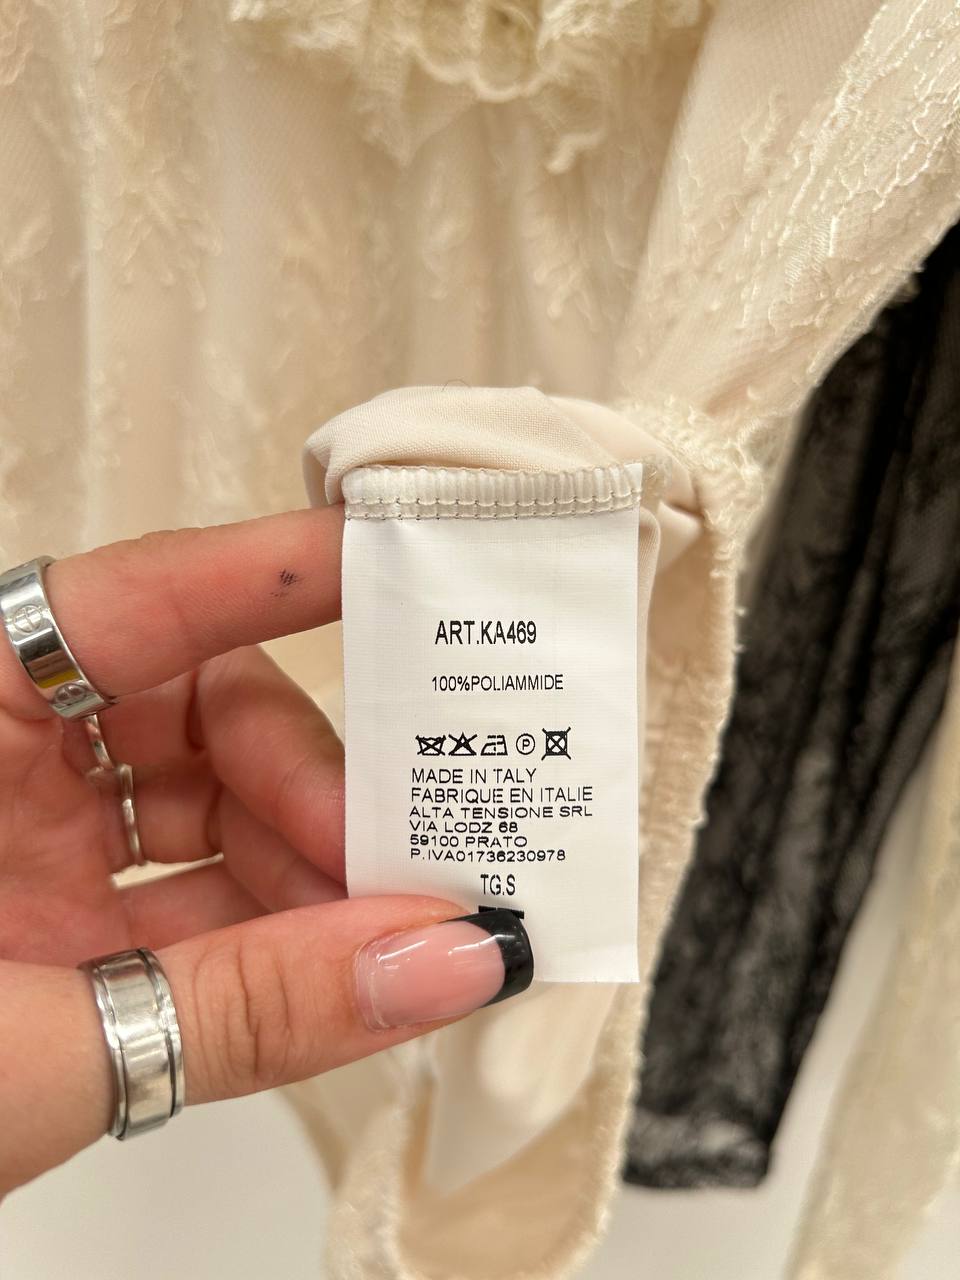 ART.KA469
100%POLIAMMIDE
P
MADE IN TALY
FABRIQUE EN ITALIE
ALTA TENSIONE SRL
VIA LODZ 68
59100 PRATO
P.IVA01736230978
TG.S